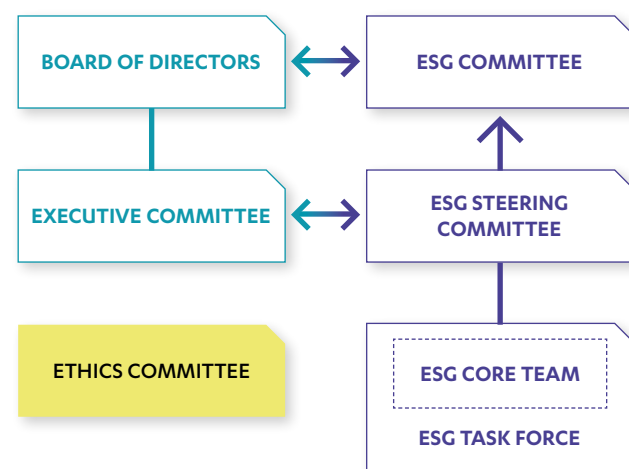 BOARD OF DIRECTORS
ESG COMMITTEE
EXECUTIVE COMMITTEE
ESG STEERING
COMMITTEE
ETHICS COMMITTEE
ESG CORE TEAM
ESG TASK FORCE